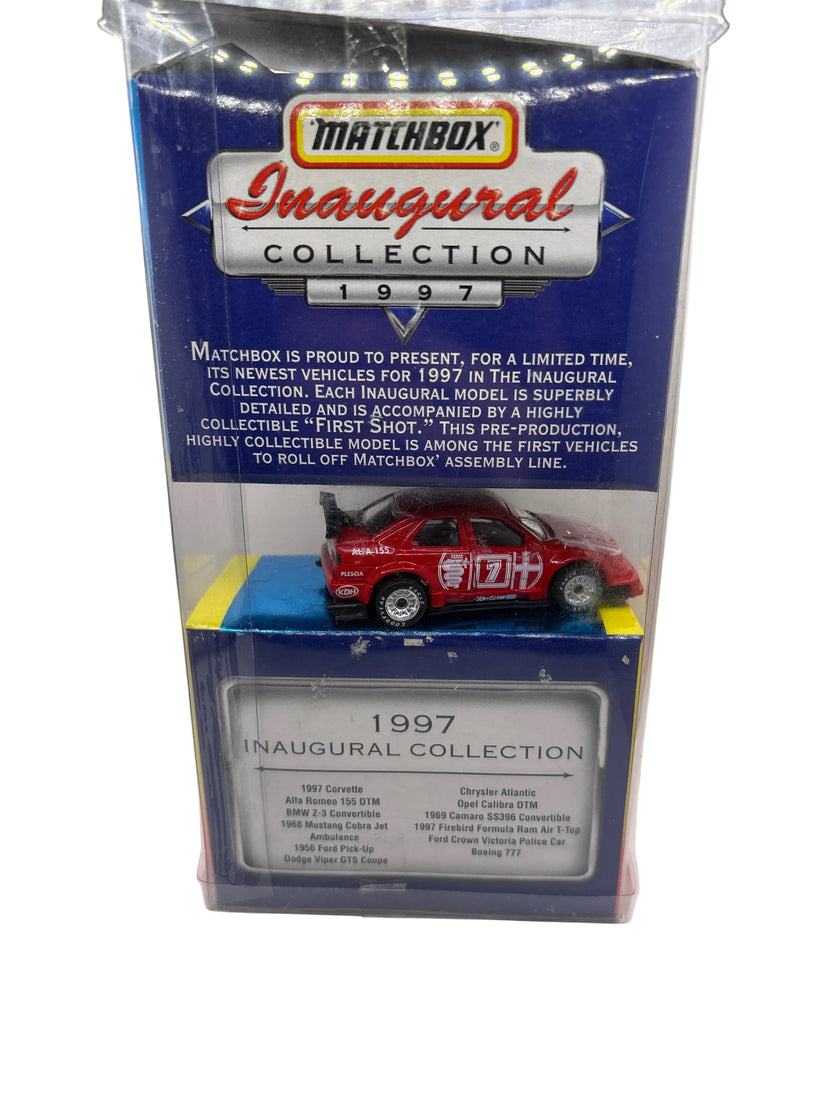 MATCHBOX®
Inaugural
COLLECTION
1997
MATCHBOX IS PROUD TO PRESENT, FOR A LIMITED TIME,
ITS NEWEST VEHICLES FOR 1997 IN THE INAUGURAL
COLLECTION. EACH INAUGURAL MODEL IS SUPERBLY
DETAILED AND IS ACCOMPANIED BY A HIGHLY
COLLECTIBLE “FIRST SHOT.” THIS PRE-PRODUCTION,
HIGHLY COLLECTIBLE MODEL IS AMONG THE FIRST VEHICLES
TO ROLL OFF MATCHBOX’ ASSEMBLY LINE.
ALFA 155
PLESCIA
KDH
7
GOODYEAR
1997
INAUGURAL COLLECTION
1997 Corvette
Alfa Romeo 155 DTM
BMW Z-3 Convertible
1968 Mustang Cobra Jet
Ambulance
1956 Ford Pick-Up
Dodge Viper GTS Coupe
Chrysler Atlantic
Opel Calibra DTM
1969 Camaro SS396 Convertible
1997 Firebird Formula Ram Air T-Top
Ford Crown Victoria Police Car
Boeing 777